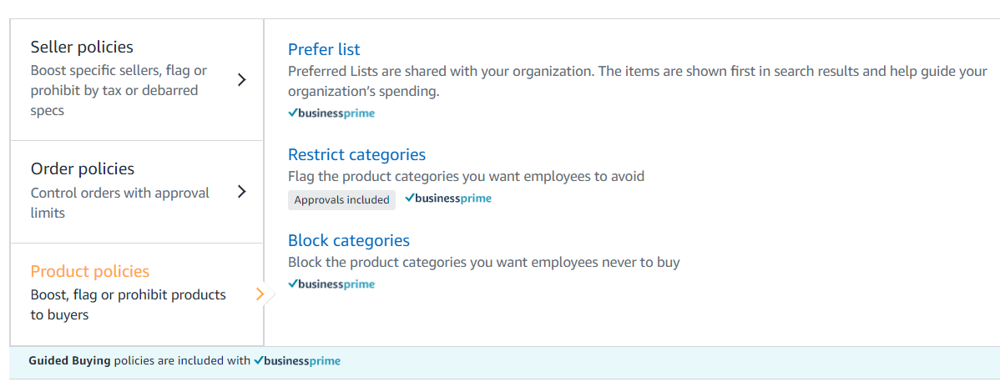 Seller policies
Boost specific sellers, flag or
prohibit by tax or debarred
specs
Order policies
Control orders with approval
limits
Product policies
Boost, flag or prohibit products
to buyers
Prefer list
Preferred Lists are shared with your organization. The items are shown first in search results and help guide your
organization’s spending.
businessprime
Restrict categories
Flag the product categories you want employees to avoid
Approvals included businessprime
Block categories
Block the product categories you want employees never to buy
businessprime
Guided Buying policies are included with businessprime